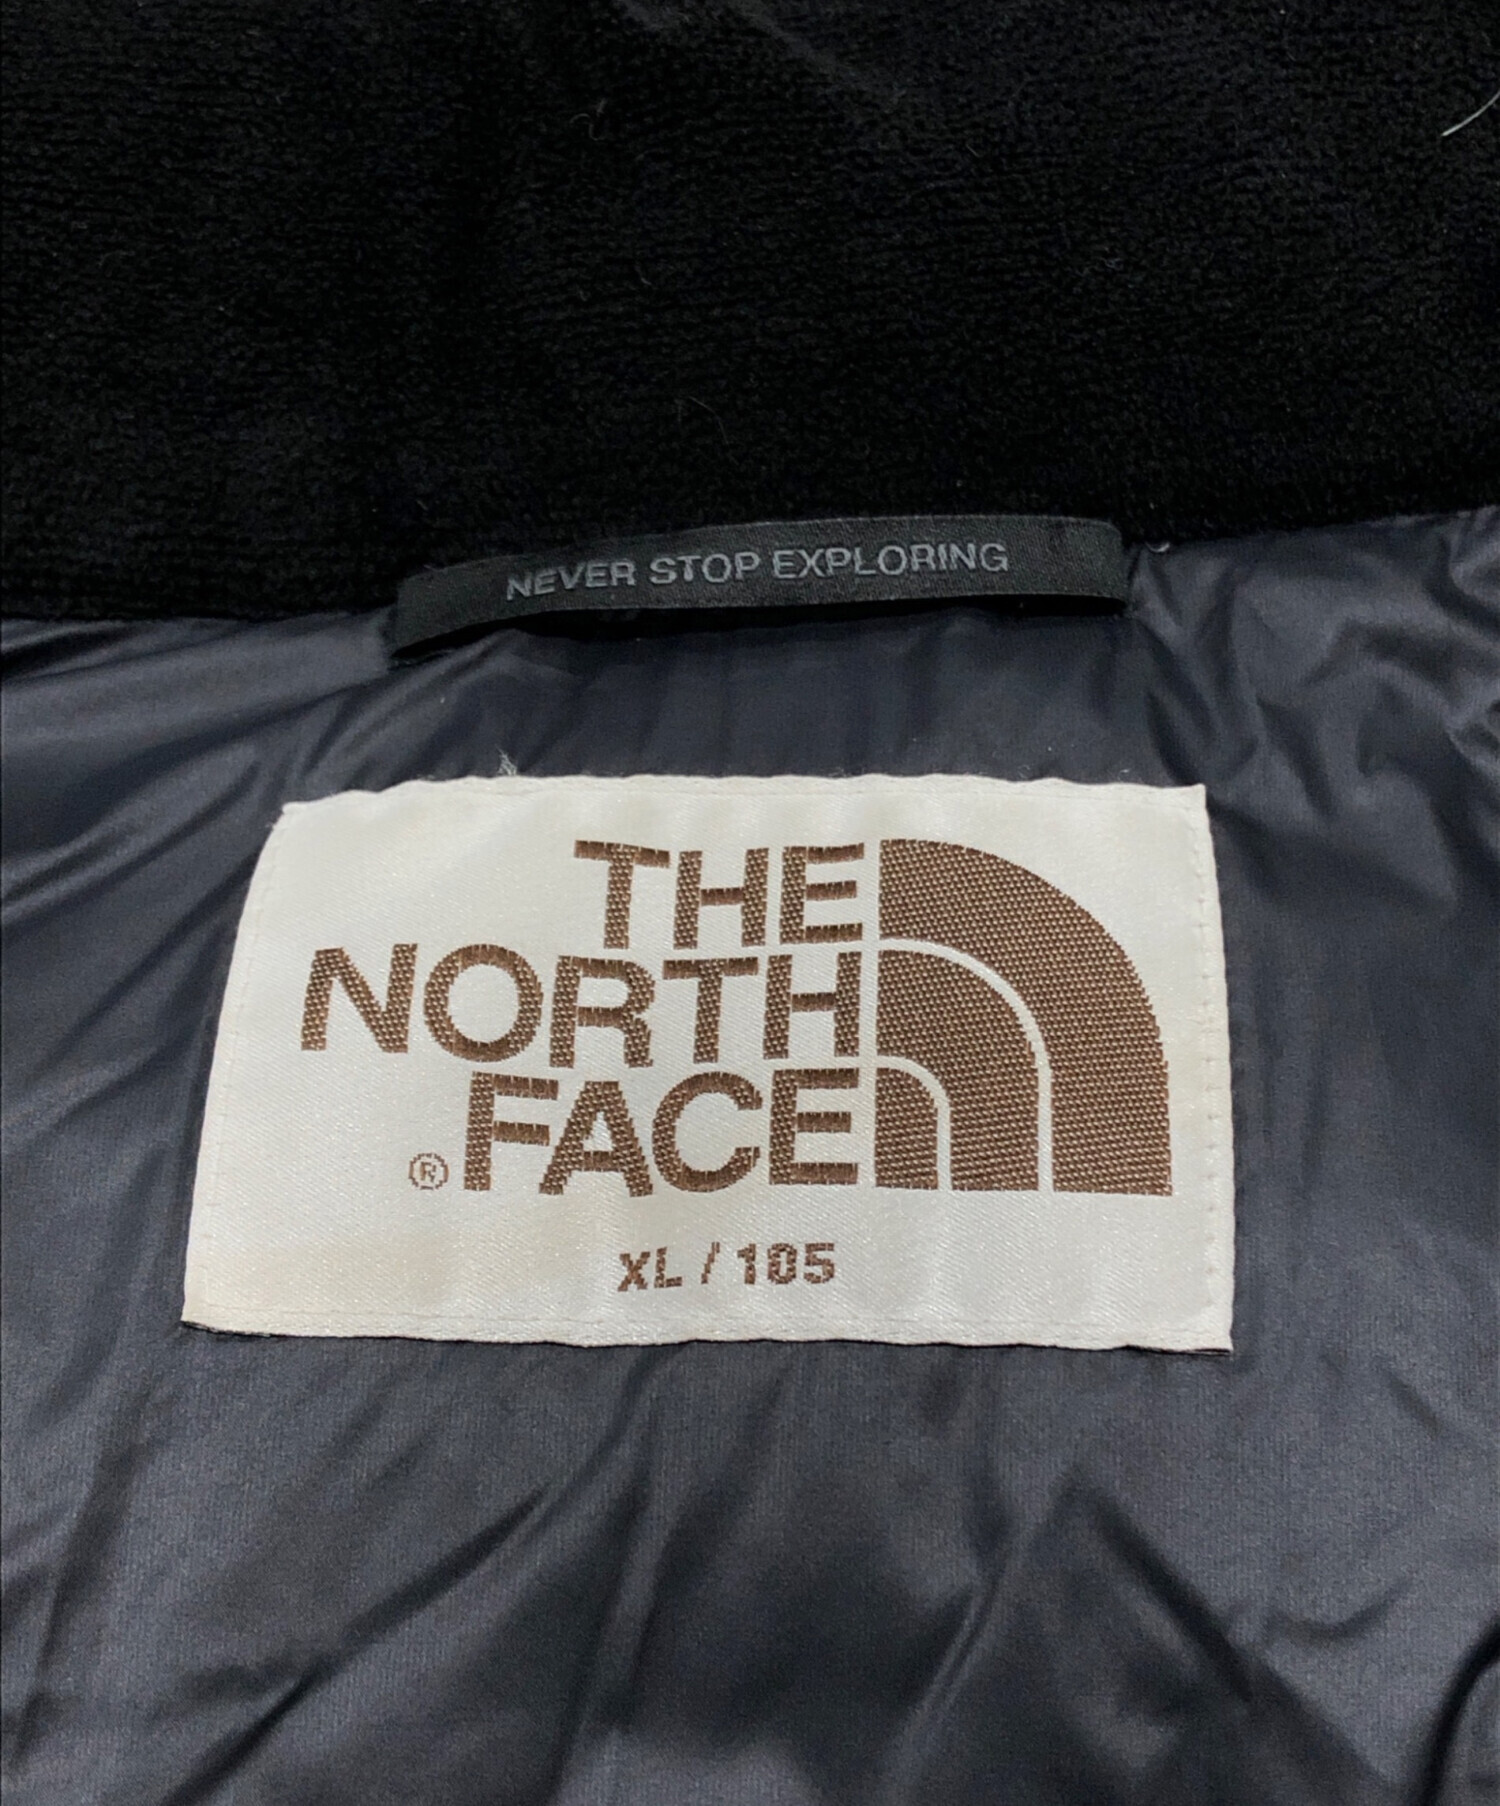 NEVER STOP EXPLORING
THE
NORTH
® FACE
XL / 105